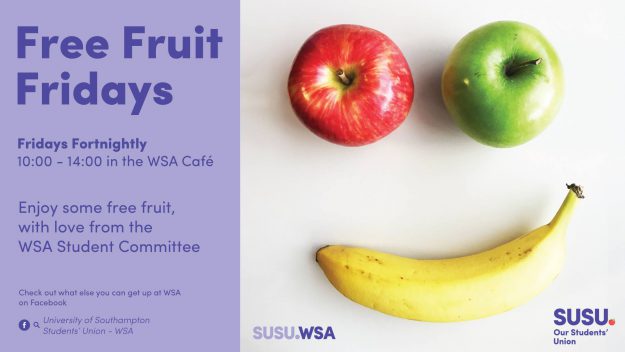 Free Fruit
Fridays
Fridays Fortnightly
10:00 - 14:00 in the WSA Café
Enjoy some free fruit,
with love from the
WSA Student Committee
Check out what else you can get up at WSA
on Facebook
University of Southampton
Students' Union - WSA
SUSU.WSA
SUSU.
Our Students'
Union